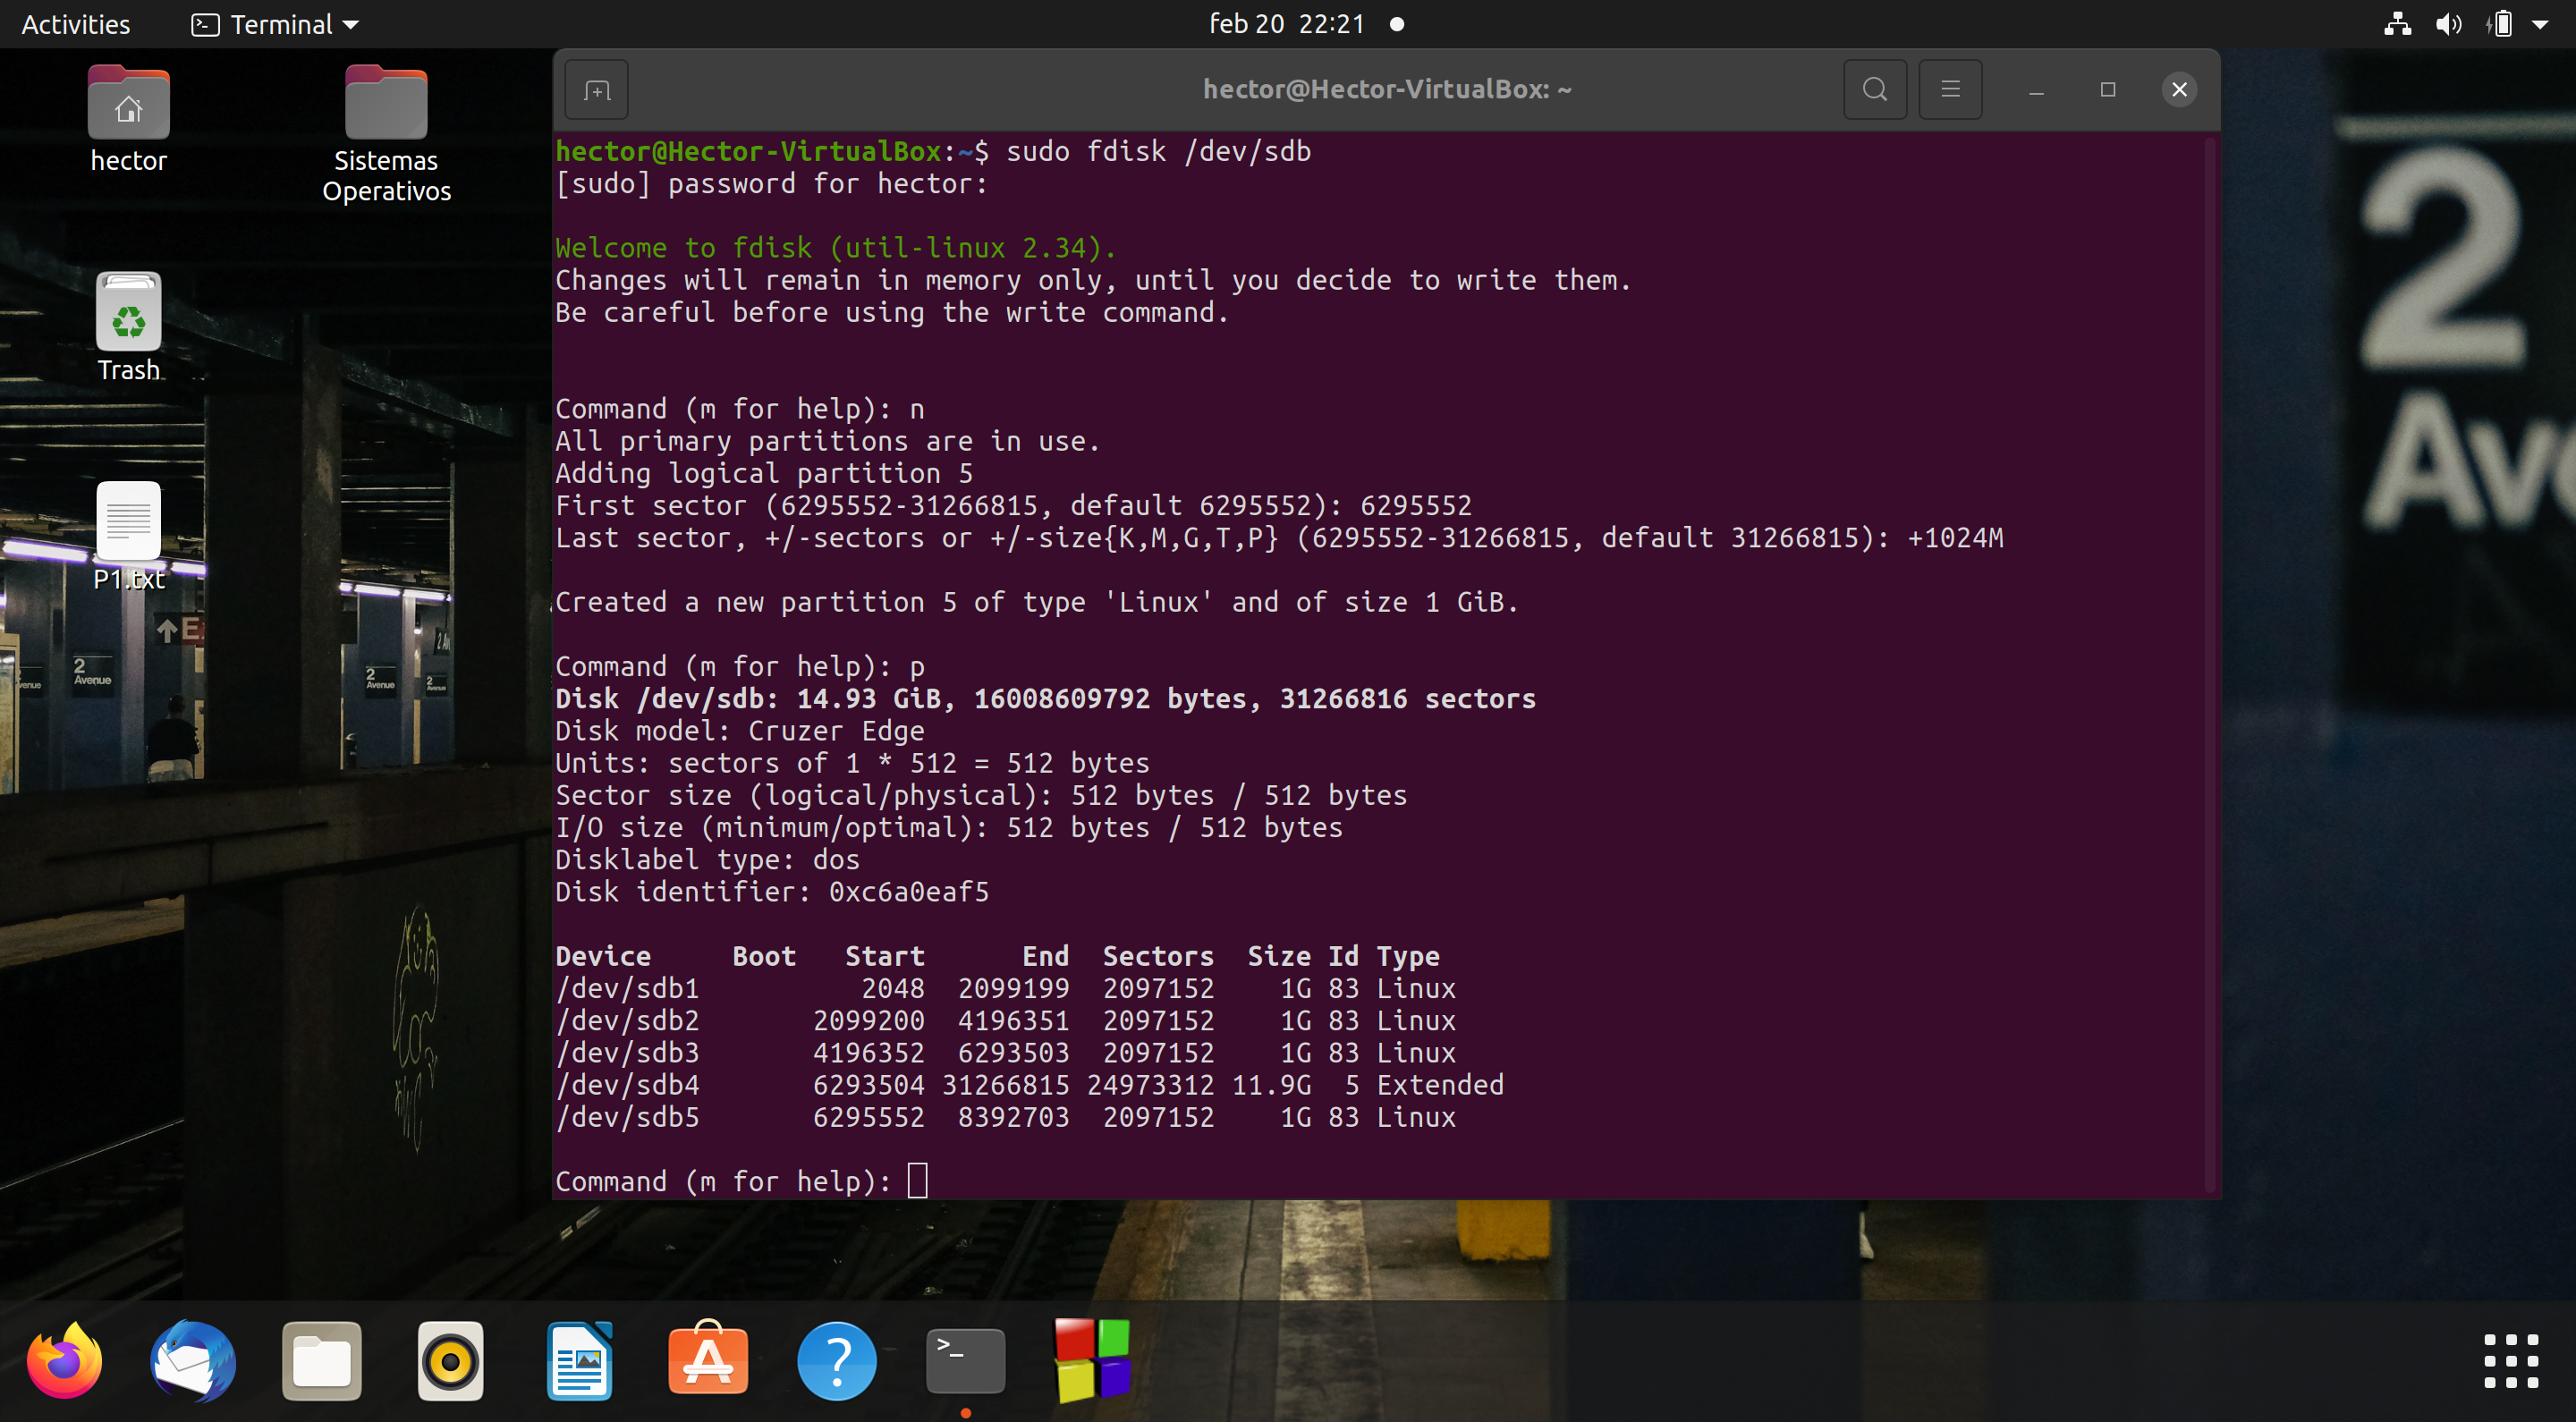 Activities
Terminal
feb 20 22:21
hector
Sistemas
Operativos
Trash
P1.txt
hector@Hector-VirtualBox: ~
hector@Hector-VirtualBox:~$ sudo fdisk /dev/sdb
[sudo] password for hector:
Welcome to fdisk (util-linux 2.34).
Changes will remain in memory only, until you decide to write them.
Be careful before using the write command.
Command (m for help): n
All primary partitions are in use.
Adding logical partition 5
First sector (6295552-31266815, default 6295552): 6295552
Last sector, +/-sectors or +/-size{K,M,G,T,P} (6295552-31266815, default 31266815): +1024M
Created a new partition 5 of type 'Linux' and of size 1 GiB.
Command (m for help): p
Disk /dev/sdb: 14.93 GiB, 16008609792 bytes, 31266816 sectors
Disk model: Cruzer Edge
Units: sectors of 1 * 512 = 512 bytes
Sector size (logical/physical): 512 bytes / 512 bytes
I/O size (minimum/optimal): 512 bytes / 512 bytes
Disklabel type: dos
Disk identifier: 0xc6a0eaf5
Device Boot Start End Sectors Size Id Type
/dev/sdb1 2048 2099199 2097152 1G 83 Linux
/dev/sdb2 2099200 4196351 2097152 1G 83 Linux
/dev/sdb3 4196352 6293503 2097152 1G 83 Linux
/dev/sdb4 6293504 31266815 24973312 11.9G 5 Extended
/dev/sdb5 6295552 8392703 2097152 1G 83 Linux
Command (m for help):
2
Ave
2
Avenue
2
Avenue
2
Avenue